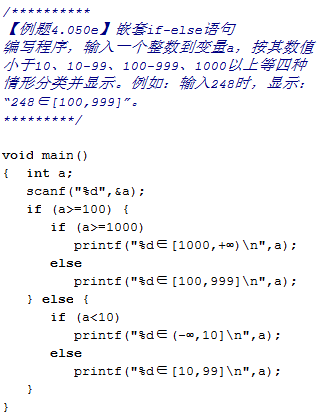 /**********
【例题4.050e】嵌套if-else语句
编写程序，输入一个整数到变量a，按其数值
小于10、10-99、100-999、1000以上等四种
情形分类并显示。例如：输入248时，显示：
“248∈[100,999]”。
*********/
void main()
{  int a;
   scanf("%d",&a);
   if (a>=100) {
      if (a>=1000)
         printf("%d∈[1000,+∞)\n",a);
      else
         printf("%d∈[100,999]\n",a);
   } else {
      if (a<10)
         printf("%d∈(-∞,10]\n",a);
      else
         printf("%d∈[10,99]\n",a);
   }
}